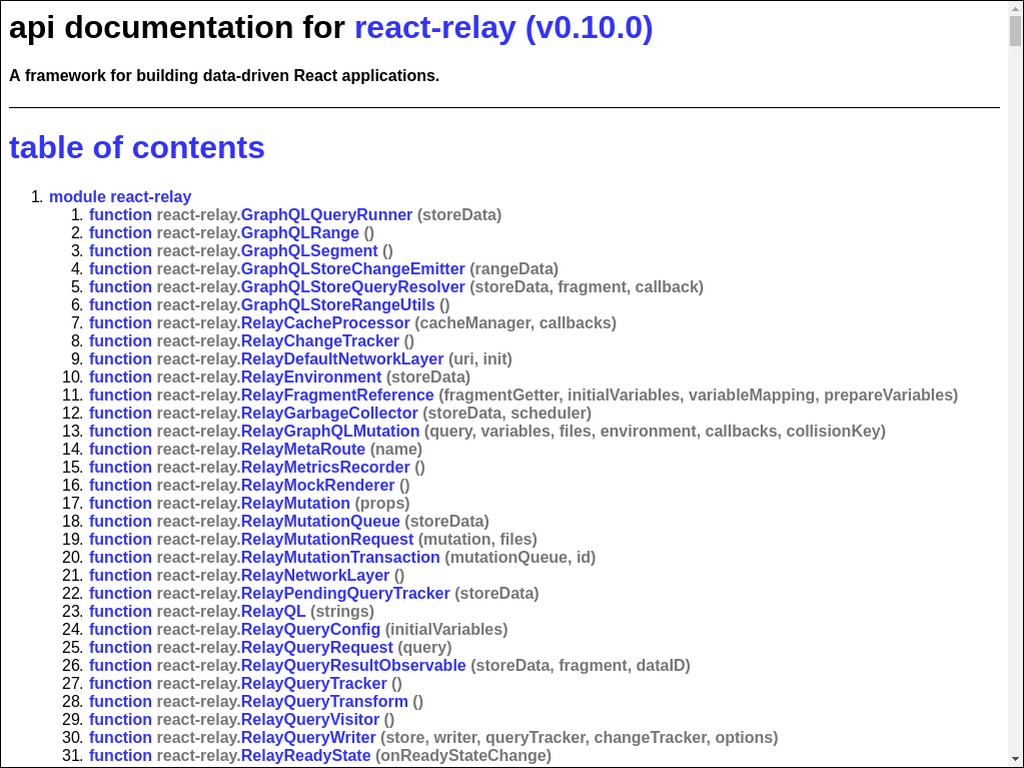 api documentation for react-relay (v0.10.0)
A framework for building data-driven React applications.
table of contents
1. module react-relay
1. function react-relay.GraphQLQueryRunner (storeData)
2. function react-relay.GraphQLRange ()
3. function react-relay.GraphQLSegment ()
4. function react-relay.GraphQLStoreChangeEmitter (rangeData)
5. function react-relay.GraphQLStoreQueryResolver (storeData, fragment, callback)
6. function react-relay.GraphQLStoreRangeUtils ()
7. function react-relay.RelayCacheProcessor (cacheManager, callbacks)
8. function react-relay.RelayChangeTracker ()
9. function react-relay.RelayDefaultNetworkLayer (uri, init)
10. function react-relay.RelayEnvironment (storeData)
11. function react-relay.RelayFragmentReference (fragmentGetter, initialVariables, variableMapping, prepareVariables)
12. function react-relay.RelayGarbageCollector (storeData, scheduler)
13. function react-relay.RelayGraphQLMutation (query, variables, files, environment, callbacks, collisionKey)
14. function react-relay.RelayMetaRoute (name)
15. function react-relay.RelayMetricsRecorder ()
16. function react-relay.RelayMockRenderer ()
17. function react-relay.RelayMutation (props)
18. function react-relay.RelayMutationQueue (storeData)
19. function react-relay.RelayMutationRequest (mutation, files)
20. function react-relay.RelayMutationTransaction (mutationQueue, id)
21. function react-relay.RelayNetworkLayer ()
22. function react-relay.RelayPendingQueryTracker (storeData)
23. function react-relay.RelayQL (strings)
24. function react-relay.RelayQueryConfig (initialVariables)
25. function react-relay.RelayQueryRequest (query)
26. function react-relay.RelayQueryResultObservable (storeData, fragment, dataID)
27. function react-relay.RelayQueryTracker ()
28. function react-relay.RelayQueryTransform ()
29. function react-relay.RelayQueryVisitor ()
30. function react-relay.RelayQueryWriter (store, writer, queryTracker, changeTracker, options)
31. function react-relay.RelayReadyState (onReadyStateChange)